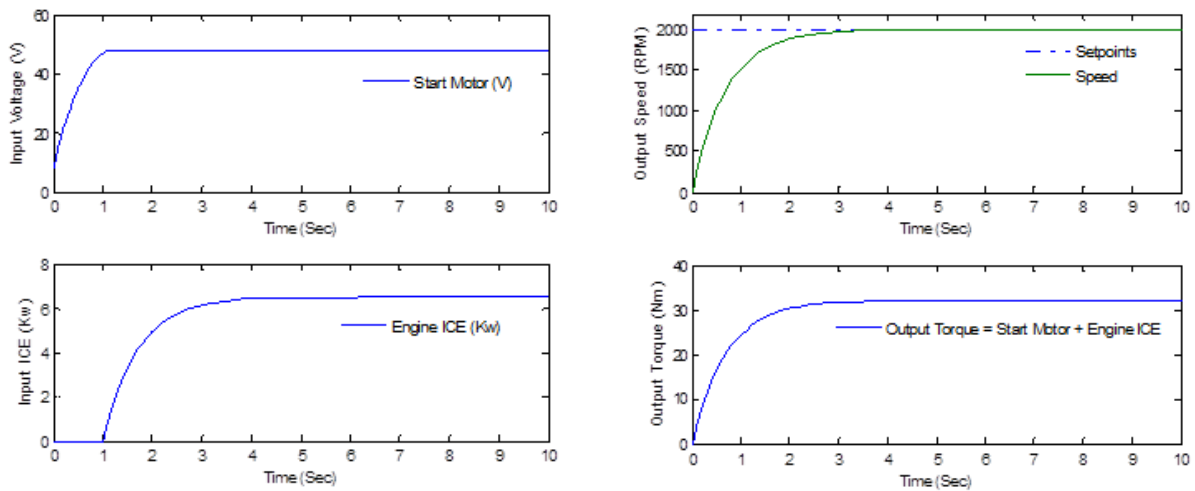 60
40
20
0
Input Voltage (V)
Start Motor (V)
0 1 2 3 4 5 6 7 8 9 10
Time (Sec)
2000
1500
1000
500
0
Output Speed (RPM)
Setpoints
Speed
0 1 2 3 4 5 6 7 8 9 10
Time (Sec)
8
6
4
2
0
Input ICE (Kw)
Engine ICE (Kw)
0 1 2 3 4 5 6 7 8 9 10
Time (Sec)
40
30
20
10
0
Output Torque (Nm)
Output Torque = Start Motor + Engine ICE
0 1 2 3 4 5 6 7 8 9 10
Time (Sec)